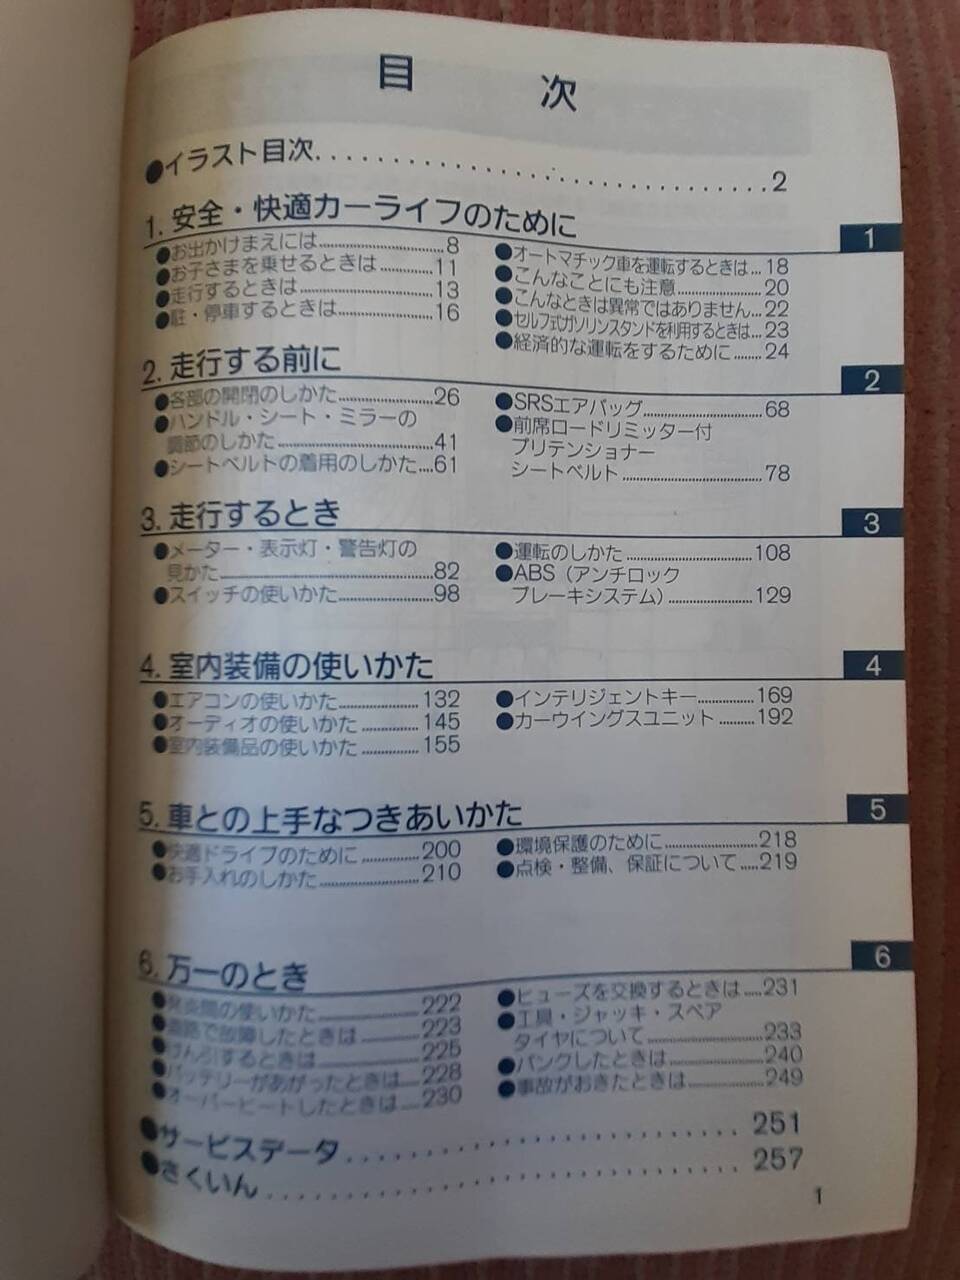 目次
●イラスト目次..............................2
1. 安全・快適カーライフのために
1
●お出かけまえには..............8
●お子さまを乗せるときは..............11
●走行するときは..............13
●駐・停車するときは..............16
●オートマチック車を運転するときは...18
●こんなことにも注意..............20
●こんなときは異常ではありません...22
●セルフ式ガソリンスタンドを利用するときは...23
●経済的な運転をするために........24
2. 走行する前に
2
●各部の開閉のしかた..............26
●ハンドル・シート・ミラーの
調節のしかた..............41
●シートベルトの着用のしかた....61
●SRSエアバッグ..............68
●前席ロードリミッター付
プリテンショナー
シートベルト..............78
3. 走行するとき
3
●メーター・表示灯・警告灯の
見かた..............82
●スイッチの使いかた..............98
●運転のしかた..............108
●ABS（アンチロック
ブレーキシステム）..............129
4. 室内装備の使いかた
4
●エアコンの使いかた..............132
●オーディオの使いかた..............145
●室内装備品の使いかた..............155
●インテリジェントキー..............169
●カーウイングスユニット.........192
5. 車との上手なつきあいかた
5
●快適ドライブのために..............200
●お手入れのしかた..............210
●環境保護のために..............218
●点検・整備、保証について.....219
6. 万一のとき
6
●発炎筒の使いかた..............222
●道路で故障したときは..............223
●けん引するときは..............225
●バッテリーがあがったときは....228
●オーバーヒートしたときは....230
●ヒューズを交換するときは.....231
●工具・ジャッキ・スペア
タイヤについて..............233
●パンクしたときは..............240
●事故がおきたときは..............249
●サービスデータ..............................251
●さくいん..............................257
1